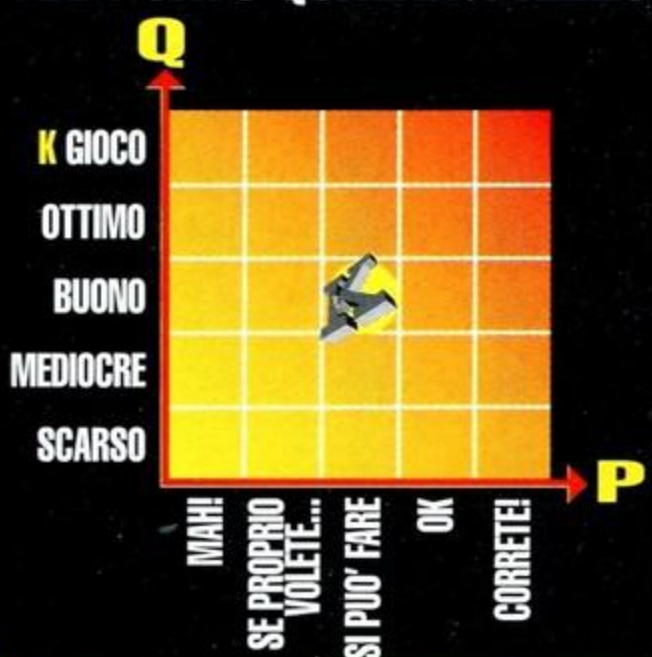 Q
K GIOCO
OTTIMO
BUONO
MEDIOCRE
SCARSO
P
MAH!
SE PROPRIO
VOLETE...
SI PUO' FARE
OK
CORRETE!